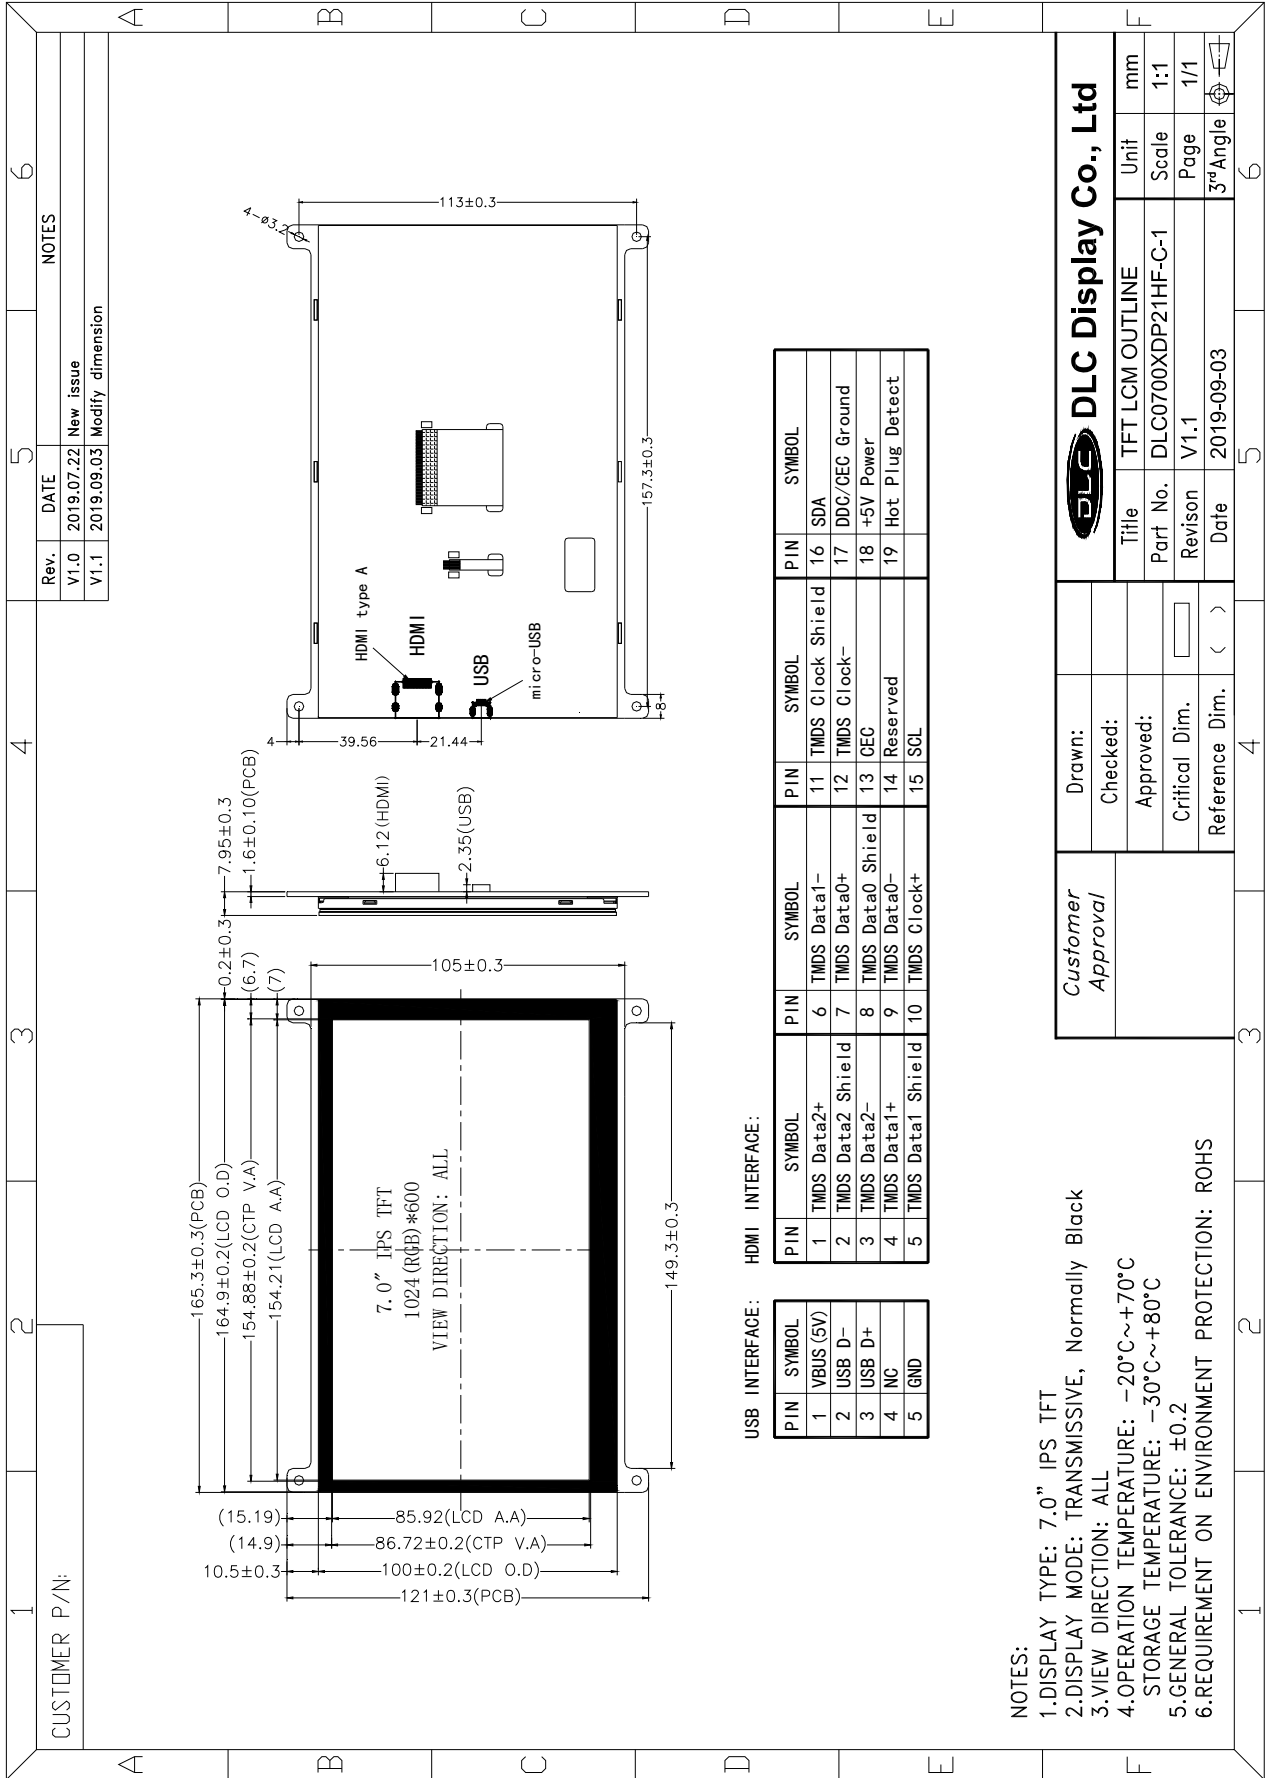 1 2 3 4 5 6
A B C D E F
CUSTOMER P/N:
Rev. DATE NOTES
V1.0 2019.07.22 New issue
V1.1 2019.09.03 Modify dimension
165.3±0.3(PCB)
164.9±0.2(LCD O.D)
154.88±0.2(CTP V.A)
154.21(LCD A.A)
0.2±0.3
(6.7)
(7)
7.95±0.3
1.6±0.10(PCB)
(15.19)
(14.9)
10.5±0.3
85.92(LCD A.A)
86.72±0.2(CTP V.A)
100±0.2(LCD O.D)
121±0.3(PCB)
7.0" IPS TFT
1024(RGB)*600
VIEW DIRECTION: ALL
105±0.3
149.3±0.3
6.12(HDMI)
2.35(USB)
4
39.56
21.44
HDMI type A
HDMI
USB
micro-USB
8
157.3±0.3
113±0.3
4-ø3.2
USB INTERFACE:
PIN SYMBOL
1 VBUS(5V)
2 USB D-
3 USB D+
4 NC
5 GND
HDMI INTERFACE:
PIN SYMBOL PIN SYMBOL PIN SYMBOL PIN SYMBOL
1 TMDS Data2+ 6 TMDS Data1- 11 TMDS Clock Shield 16 SDA
2 TMDS Data2 Shield 7 TMDS Data0+ 12 TMDS Clock- 17 DDC/CEC Ground
3 TMDS Data2- 8 TMDS Data0 Shield 13 CEC 18 +5V Power
4 TMDS Data1+ 9 TMDS Data0- 14 Reserved 19 Hot Plug Detect
5 TMDS Data1 Shield 10 TMDS Clock+ 15 SCL
NOTES:
1.DISPLAY TYPE: 7.0" IPS TFT
2.DISPLAY MODE: TRANSMISSIVE, Normally Black
3.VIEW DIRECTION: ALL
4.OPERATION TEMPERATURE: -20°C~+70°C
STORAGE TEMPERATURE: -30°C~+80°C
5.GENERAL TOLERANCE: ±0.2
6.REQUIREMENT ON ENVIRONMENT PROTECTION: ROHS
Customer
Approval
Drawn:
Checked:
Approved:
Critical Dim.
Reference Dim. ( )
DLC DLC Display Co., Ltd
Title TFT LCM OUTLINE Unit mm
Part No. DLC0700XDP21HF-C-1 Scale 1:1
Revison V1.1 Page 1/1
Date 2019-09-03 3rd Angle
A B C D E F
1 2 3 4 5 6